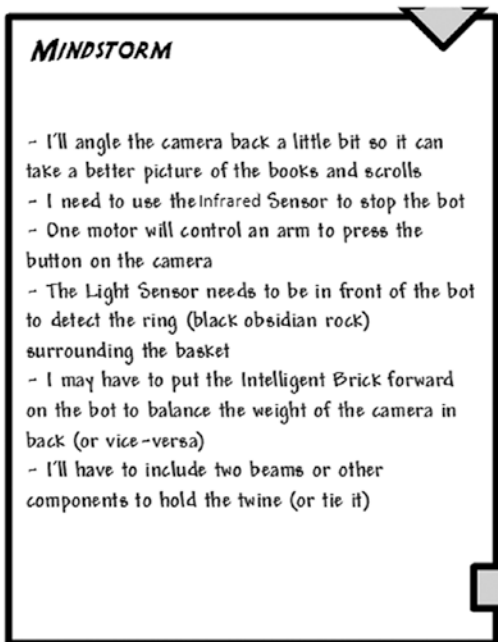 MINDSTORM
- I'll angle the camera back a little bit so it can
take a better picture of the books and scrolls
- I need to use the Infrared Sensor to stop the bot
- One motor will control an arm to press the
button on the camera
- The Light Sensor needs to be in front of the bot
to detect the ring (black obsidian rock)
surrounding the basket
- I may have to put the Intelligent Brick forward
on the bot to balance the weight of the camera in
back (or vice-versa)
- I'll have to include two beams or other
components to hold the twine (or tie it)